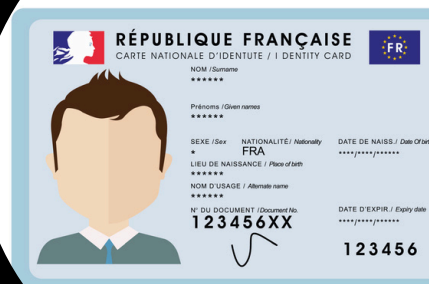 RÉPUBLIQUE FRANÇAISE
FR
CARTE NATIONALE D'IDENTUTE / I DENTITY CARD
NOM / Surname
******
Prénoms / Given names
******
SEXE / Sex NATIONALITÉ / Nationality DATE DE NAISS. / Date Of birth
* FRA ****/****/******
LIEU DE NAISSANCE / Place of birth
******
NOM D'USAGE / Alternate name
******
N° DU DOCUMENT / Document No. DATE D'EXPIR. / Expiry date
123456XX ****/****/******
123456